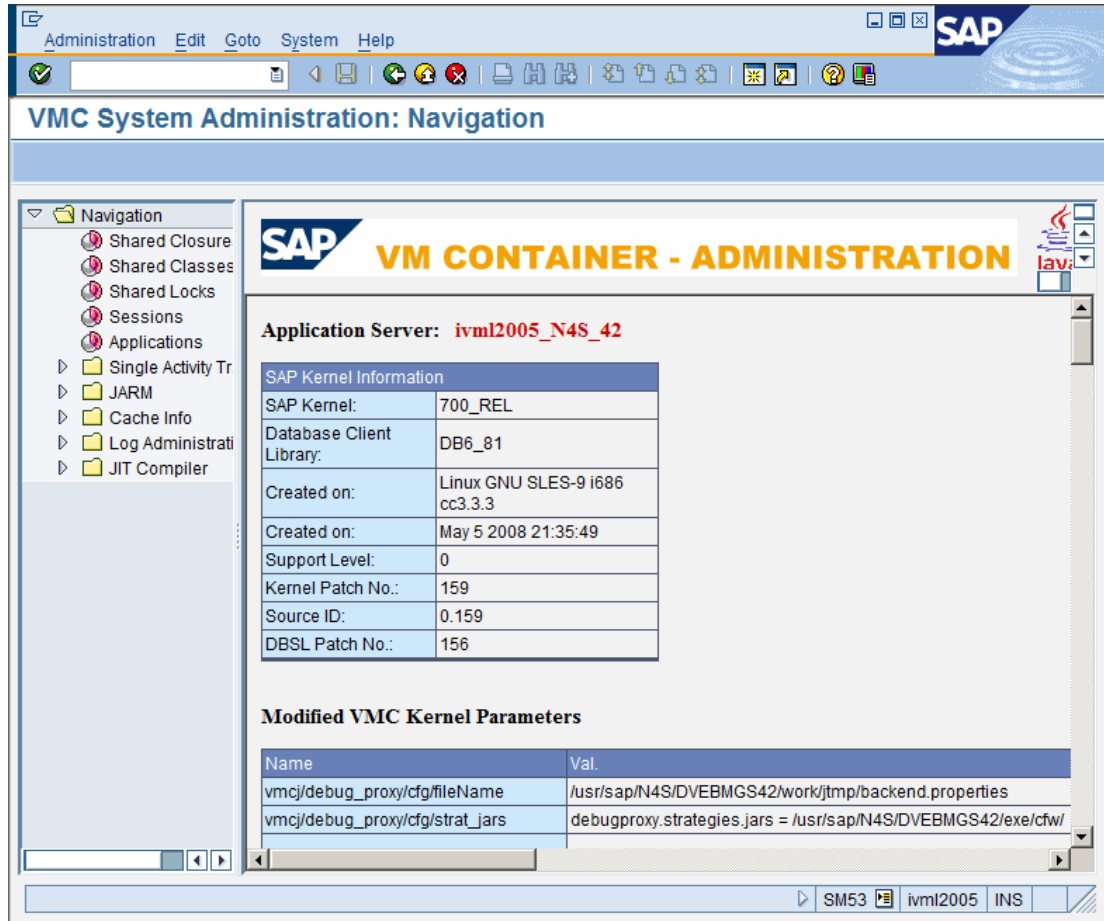 Administration Edit Goto System Help
SAP
VMC System Administration: Navigation
Navigation
Shared Closure
Shared Classes
Shared Locks
Sessions
Applications
Single Activity Tr
JARM
Cache Info
Log Administrati
JIT Compiler
SAP VM CONTAINER - ADMINISTRATION
Java
Application Server: ivml2005_N4S_42
SAP Kernel Information
SAP Kernel: 700_REL
Database Client
Library: DB6_81
Created on: Linux GNU SLES-9 i686
cc3.3.3
Created on: May 5 2008 21:35:49
Support Level: 0
Kernel Patch No.: 159
Source ID: 0.159
DBSL Patch No.: 156
Modified VMC Kernel Parameters
Name Val.
vmcj/debug_proxy/cfg/fileName /usr/sap/N4S/DVEBMGS42/work/jtmp/backend.properties
vmcj/debug_proxy/cfg/strat_jars debugproxy.strategies.jars = /usr/sap/N4S/DVEBMGS42/exe/cfw/
SM53 ivml2005 INS